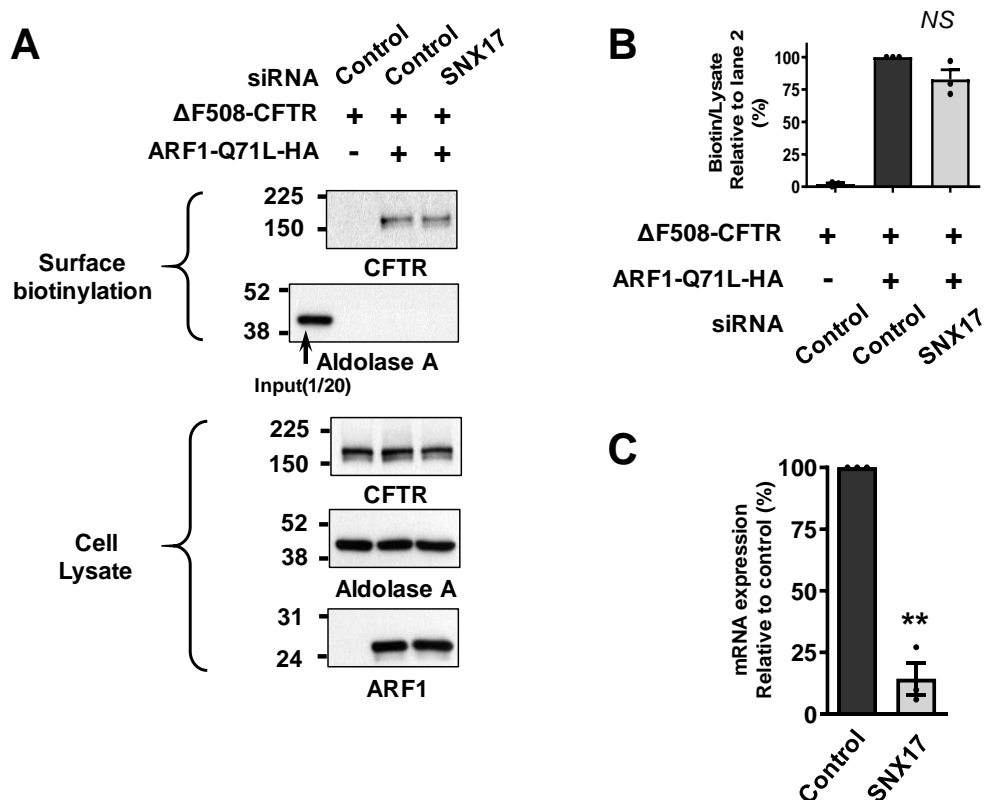 A
siRNA Control Control SNX17
ΔF508-CFTR + + +
ARF1-Q71L-HA - + +
Surface
biotinylation
225
150
CFTR
52
38
Aldolase A
Input(1/20)
Cell
Lysate
225
150
CFTR
52
38
Aldolase A
31
24
ARF1
B
NS
Biotin/Lysate
Relative to lane 2
(%)
100
75
50
25
0
ΔF508-CFTR + + +
ARF1-Q71L-HA - + +
siRNA Control Control SNX17
C
mRNA expression
Relative to control (%)
100
75
50
25
0
**
Control SNX17